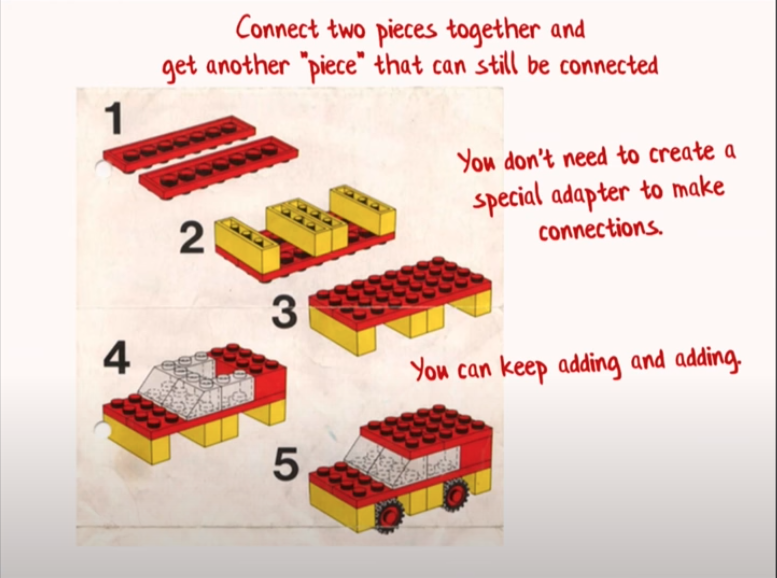 Connect two pieces together and
get another "piece" that can still be connected
1
You don't need to create a
special adapter to make
connections.
2
3
4
You can keep adding and adding.
5